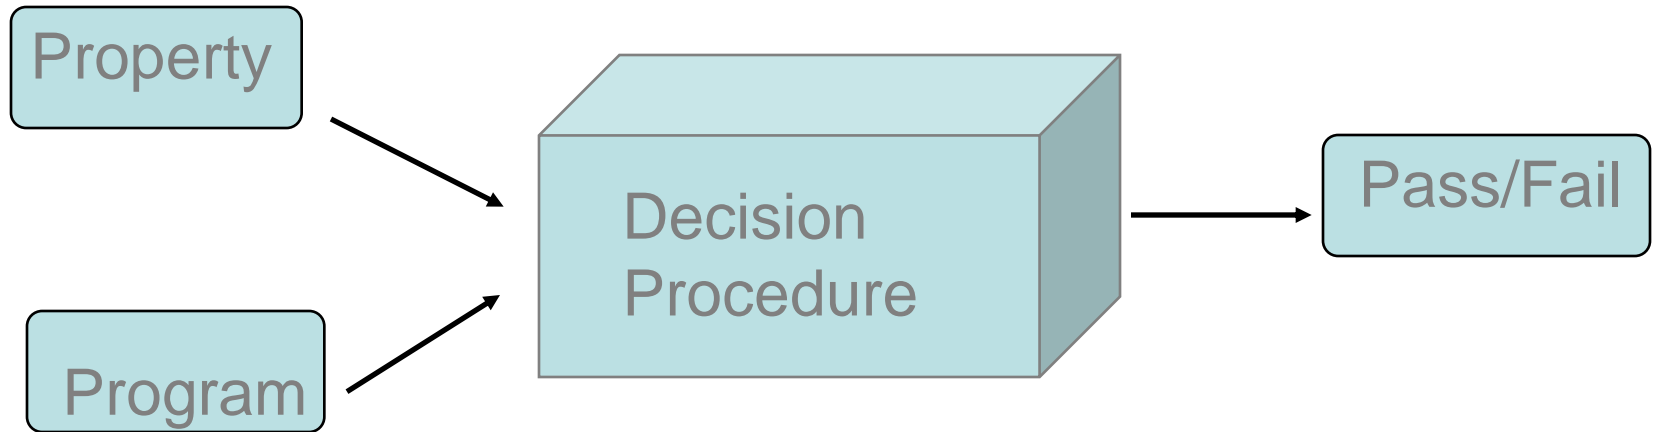 Property
Program
Decision
Procedure
Pass/Fail